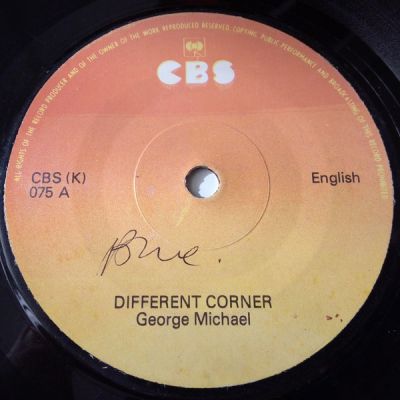 ALL RIGHTS OF THE RECORD PRODUCER AND OF THE OWNER OF THE WORK REPRODUCED RESERVED. COPYING, PUBLIC PERFORMANCE AND BROADCASTING OF THIS RECORD PROHIBITED
CBS
CBS (K)
075 A
English
DIFFERENT CORNER
George Michael